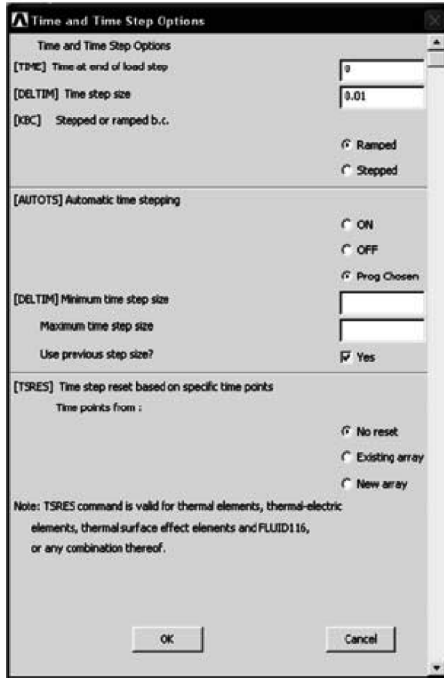 Time and Time Step Options
Time and Time Step Options
[TIME] Time at end of load step
0
[DELTIM] Time step size
0.01
[KBC] Stepped or ramped b.c.
Ramped
Stepped
[AUTOTS] Automatic time stepping
ON
OFF
Prog Chosen
[DELTIM] Minimum time step size
Maximum time step size
Use previous step size?
Yes
[TSRES] Time step reset based on specific time points
Time points from :
No reset
Existing array
New array
Note: TSRES command is valid for thermal elements, thermal-electric
elements, thermal surface effect elements and FLUID116,
or any combination thereof.
OK Cancel